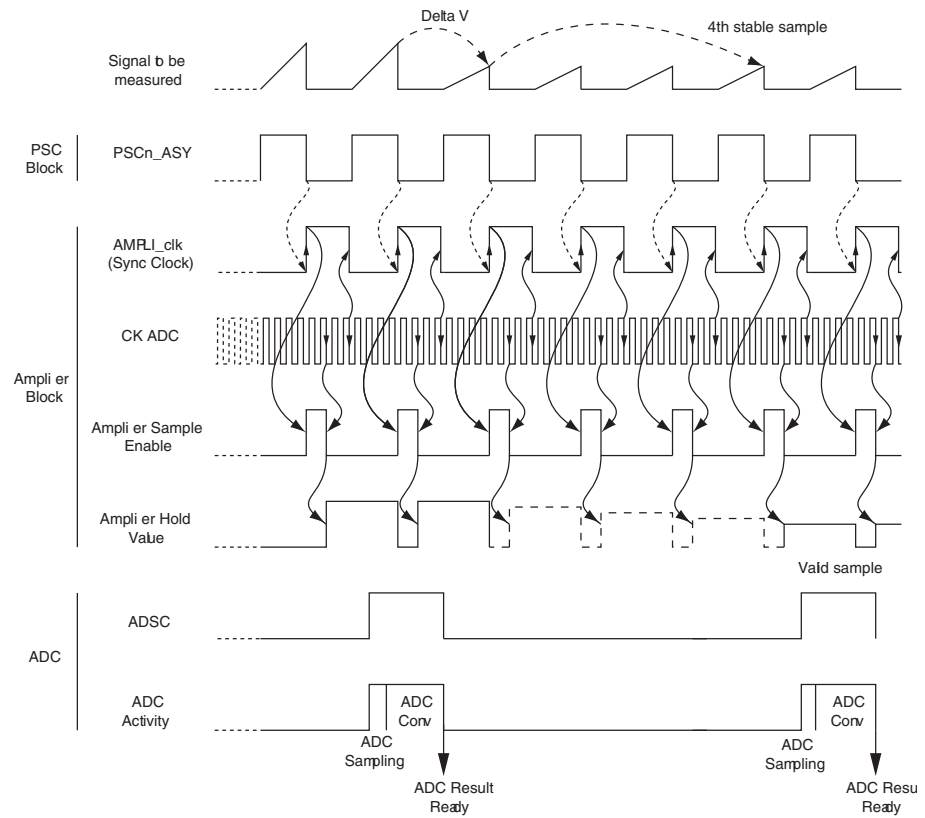 Delta V
4th stable sample
Signal to be
measured
PSC
Block
PSCn_ASY
AMPLI_clk
(Sync Clock)
CK ADC
Ampli er
Block
Ampli er Sample
Enable
Ampli er Hold
Value
Valid sample
ADSC
ADC
ADC
Activity
ADC
Conv
ADC
Conv
ADC
Sampling
ADC
Sampling
ADC Result
Ready
ADC Resu
Ready